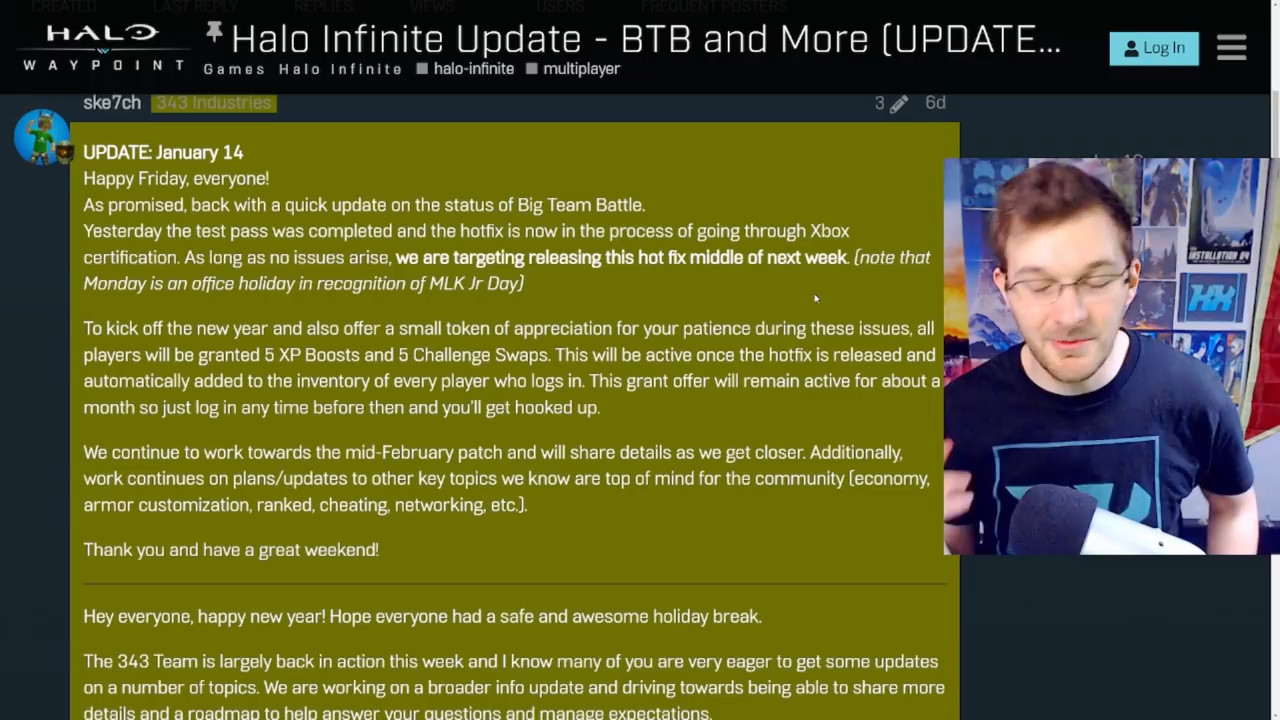 CREATED LAST REPLY REPLIES VIEWS USERS FREQUENT POSTERS
HALO
WAYPOINT
Halo Infinite Update - BTB and More (UPDATE...
Games Halo Infinite halo-infinite multiplayer
Log In
ske7ch 343 Industries 3 6d
UPDATE: January 14
Happy Friday, everyone!
As promised, back with a quick update on the status of Big Team Battle.
Yesterday the test pass was completed and the hotfix is now in the process of going through Xbox
certification. As long as no issues arise, we are targeting releasing this hot fix middle of next week. (note that
Monday is an office holiday in recognition of MLK Jr Day)
To kick off the new year and also offer a small token of appreciation for your patience during these issues, all
players will be granted 5 XP Boosts and 5 Challenge Swaps. This will be active once the hotfix is released and
automatically added to the inventory of every player who logs in. This grant offer will remain active for about a
month so just log in any time before then and you'll get hooked up.
We continue to work towards the mid-February patch and will share details as we get closer. Additionally,
work continues on plans/updates to other key topics we know are top of mind for the community (economy,
armor customization, ranked, cheating, networking, etc.).
Thank you and have a great weekend!
Hey everyone, happy new year! Hope everyone had a safe and awesome holiday break.
The 343 Team is largely back in action this week and I know many of you are very eager to get some updates
on a number of topics. We are working on a broader info update and driving towards being able to share more
details and a roadmap to help answer your questions and manage expectations.
INSTALLATION 04